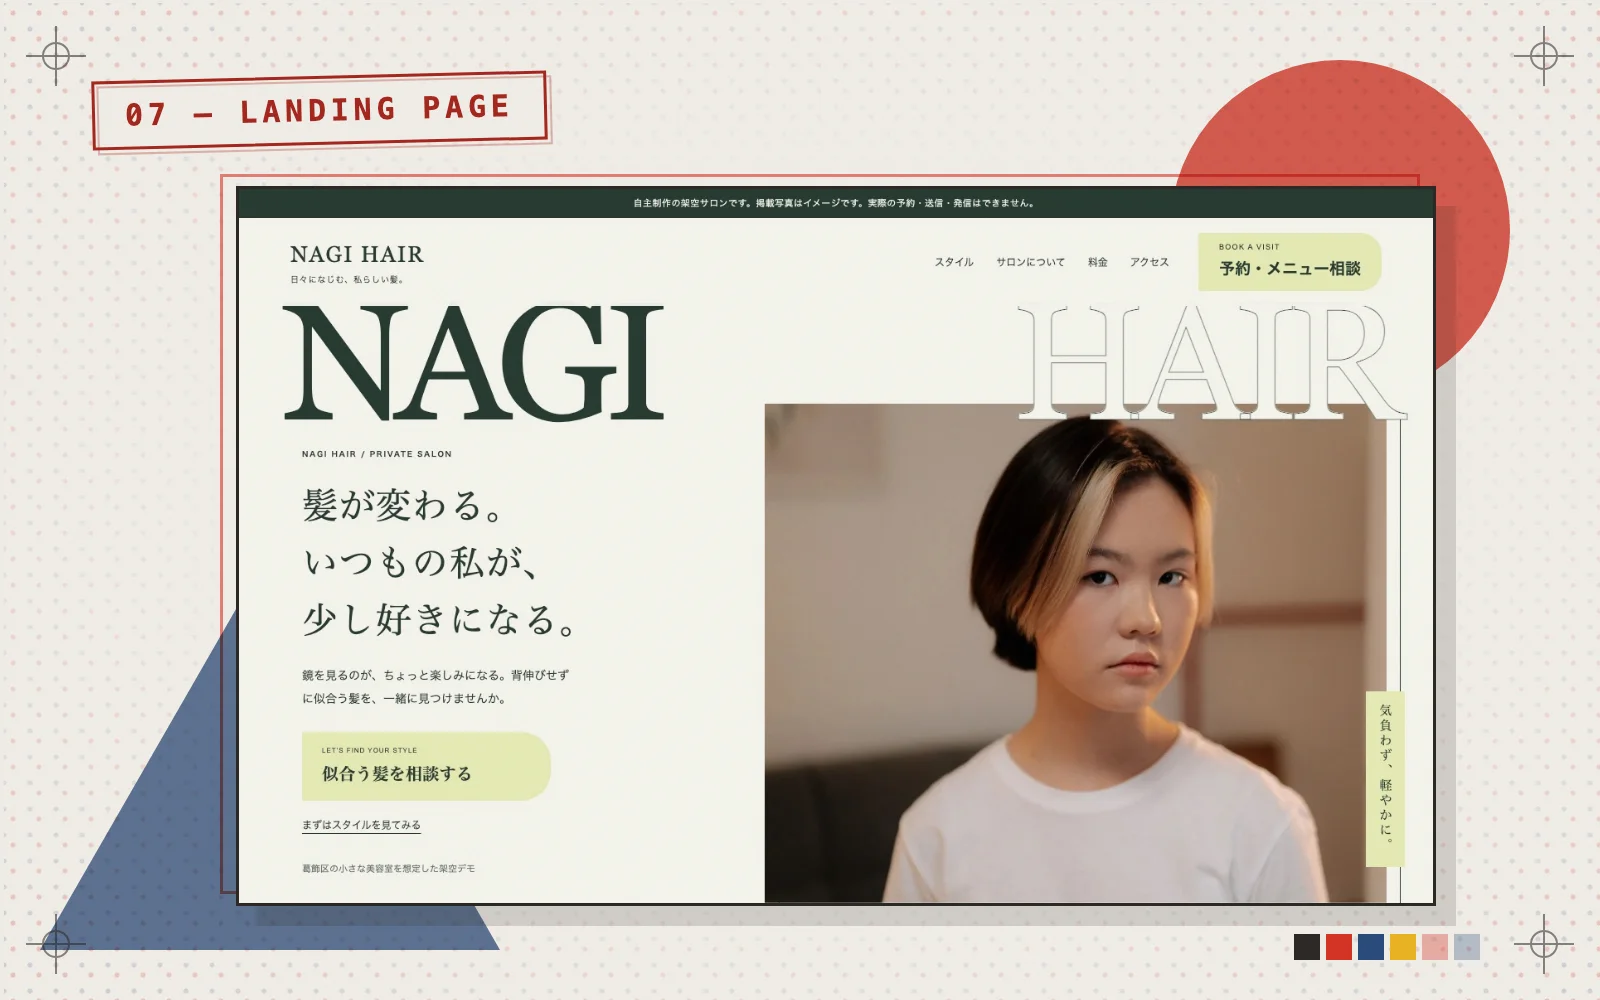 07 — LANDING PAGE
自主制作の架空サロンです。掲載写真はイメージです。実際の予約・送信・発信はできません。
NAGI HAIR
日々になじむ、私らしい髪。
スタイル
サロンについて
料金
アクセス
BOOK A VISIT
予約・メニュー相談
NAGI
HAIR
NAGI HAIR / PRIVATE SALON
髪が変わる。
いつもの私が、
少し好きになる。
鏡を見るのが、ちょっと楽しみになる。背伸びせず
に似合う髪を、一緒に見つけませんか。
LET'S FIND YOUR STYLE
似合う髪を相談する
まずはスタイルを見てみる
葛飾区の小さな美容室を想定した架空デモ
気負わず、軽やかに。